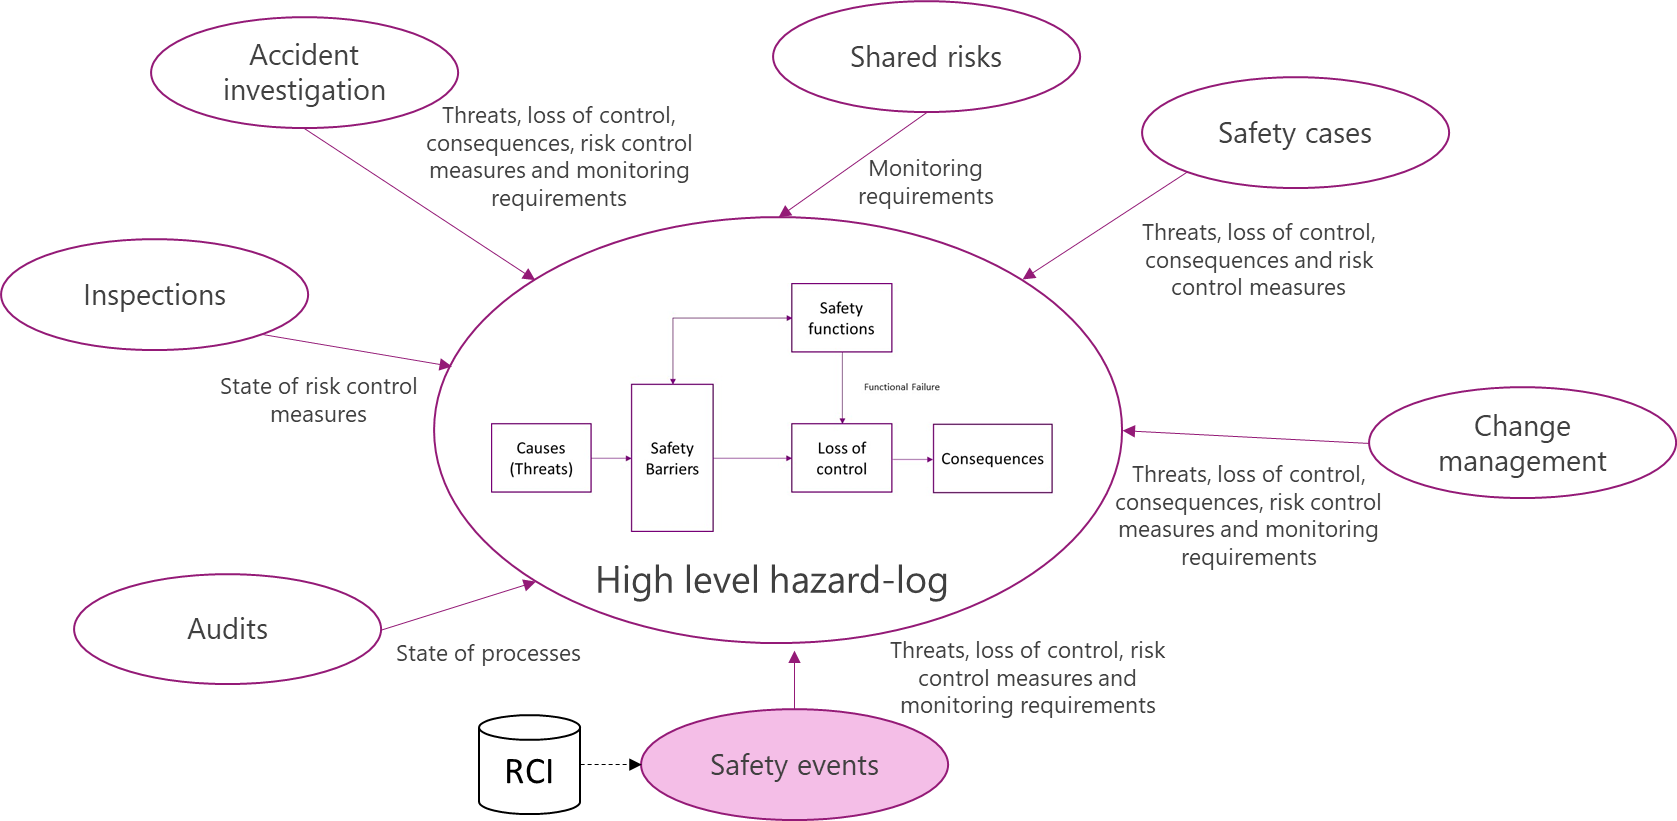 Accident
investigation
Shared risks
Safety cases
Threats, loss of control,
consequences, risk control
measures and monitoring
requirements
Monitoring
requirements
Threats, loss of control,
consequences and risk
control measures
Inspections
State of risk control
measures
Safety
functions
Functional Failure
Causes
(Threats)
Safety
Barriers
Loss of
control
Consequences
High level hazard-log
Change
management
Threats, loss of control,
consequences, risk control
measures and monitoring
requirements
Audits
State of processes
Threats, loss of control, risk
control measures and
monitoring requirements
RCI
Safety events